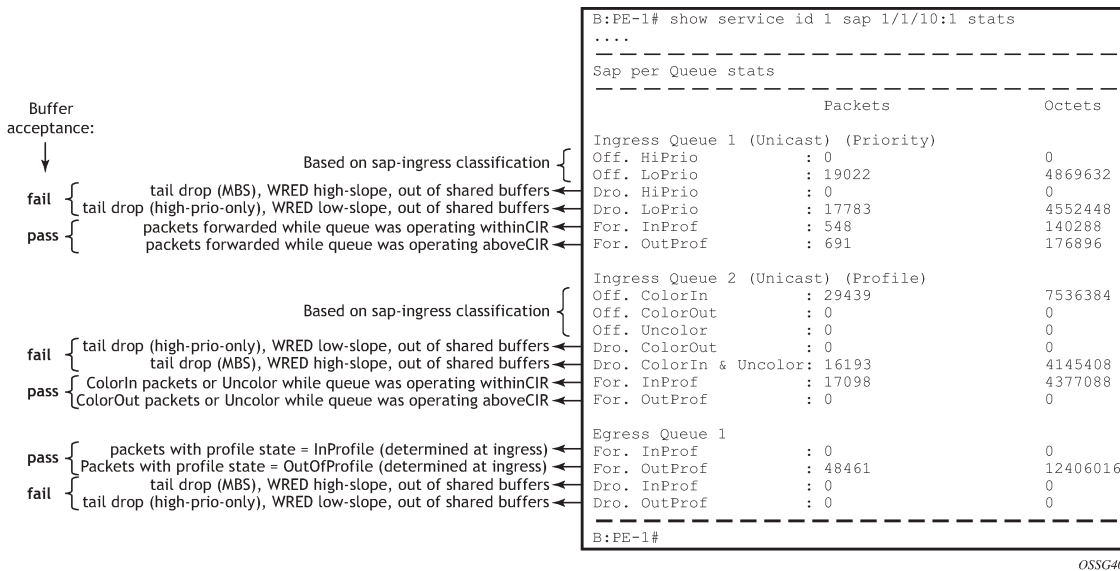 B:PE-1# show service id 1 sap 1/1/10:1 stats
....
Sap per Queue stats
Packets Octets
Buffer
acceptance:
Ingress Queue 1 (Unicast) (Priority)
Based on sap-ingress classification
Off. HiPrio : 0 0
Off. LoPrio : 19022 4869632
fail
tail drop (MBS), WRED high-slope, out of shared buffers Dro. HiPrio : 0 0
tail drop (high-prio-only), WRED low-slope, out of shared buffers Dro. LoPrio : 17783 4552448
pass
packets forwarded while queue was operating withinCIR For. InProf : 548 140288
packets forwarded while queue was operating aboveCIR For. OutProf : 691 176896
Ingress Queue 2 (Unicast) (Profile)
Based on sap-ingress classification
Off. ColorIn : 29439 7536384
Off. ColorOut : 0 0
Off. Uncolor : 0 0
fail
tail drop (high-prio-only), WRED low-slope, out of shared buffers Dro. ColorOut : 0 0
tail drop (MBS), WRED high-slope, out of shared buffers Dro. ColorIn & Uncolor: 16193 4145408
pass
ColorIn packets or Uncolor while queue was operating withinCIR For. InProf : 17098 4377088
ColorOut packets or Uncolor while queue was operating aboveCIR For. OutProf : 0 0
Egress Queue 1
pass
packets with profile state = InProfile (determined at ingress) For. InProf : 0 0
Packets with profile state = OutOfProfile (determined at ingress) For. OutProf : 48461 12406016
fail
tail drop (MBS), WRED high-slope, out of shared buffers Dro. InProf : 0 0
tail drop (high-prio-only), WRED low-slope, out of shared buffers Dro. OutProf : 0 0
B:PE-1#